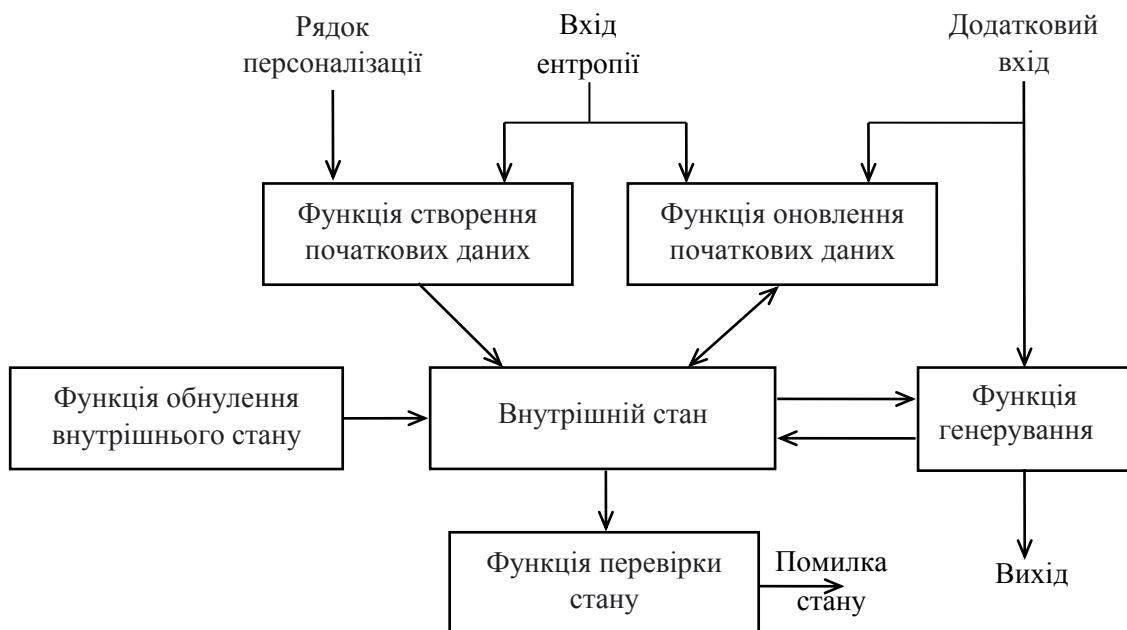 Рядок
персоналізації
Вхід
ентропії
Додатковий
вхід
Функція створення
початкових даних
Функція оновлення
початкових даних
Функція обнулення
внутрішнього стану
Внутрішній стан
Функція
генерування
Функція перевірки
стану
Помилка
стану
Вихід